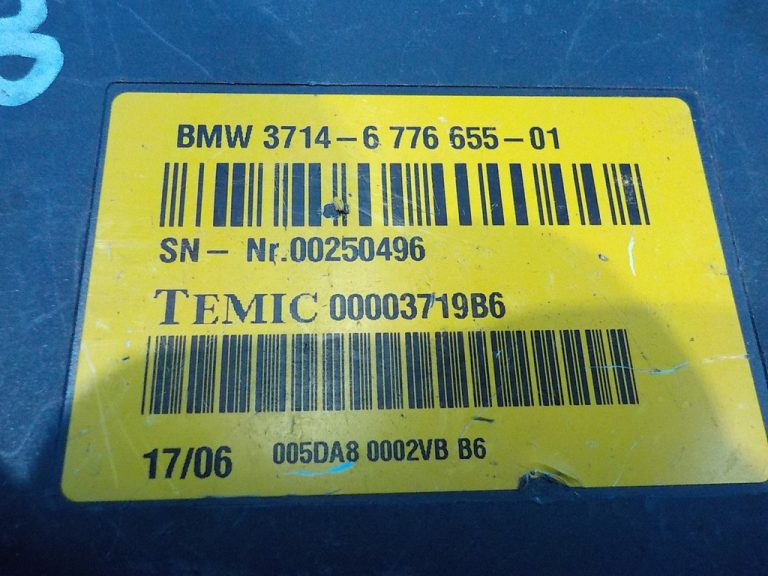 BMW 3714-6 776 655-01
SN- Nr.00250496
TEMIC 00003719B6
17/06 005DA8 0002VB B6